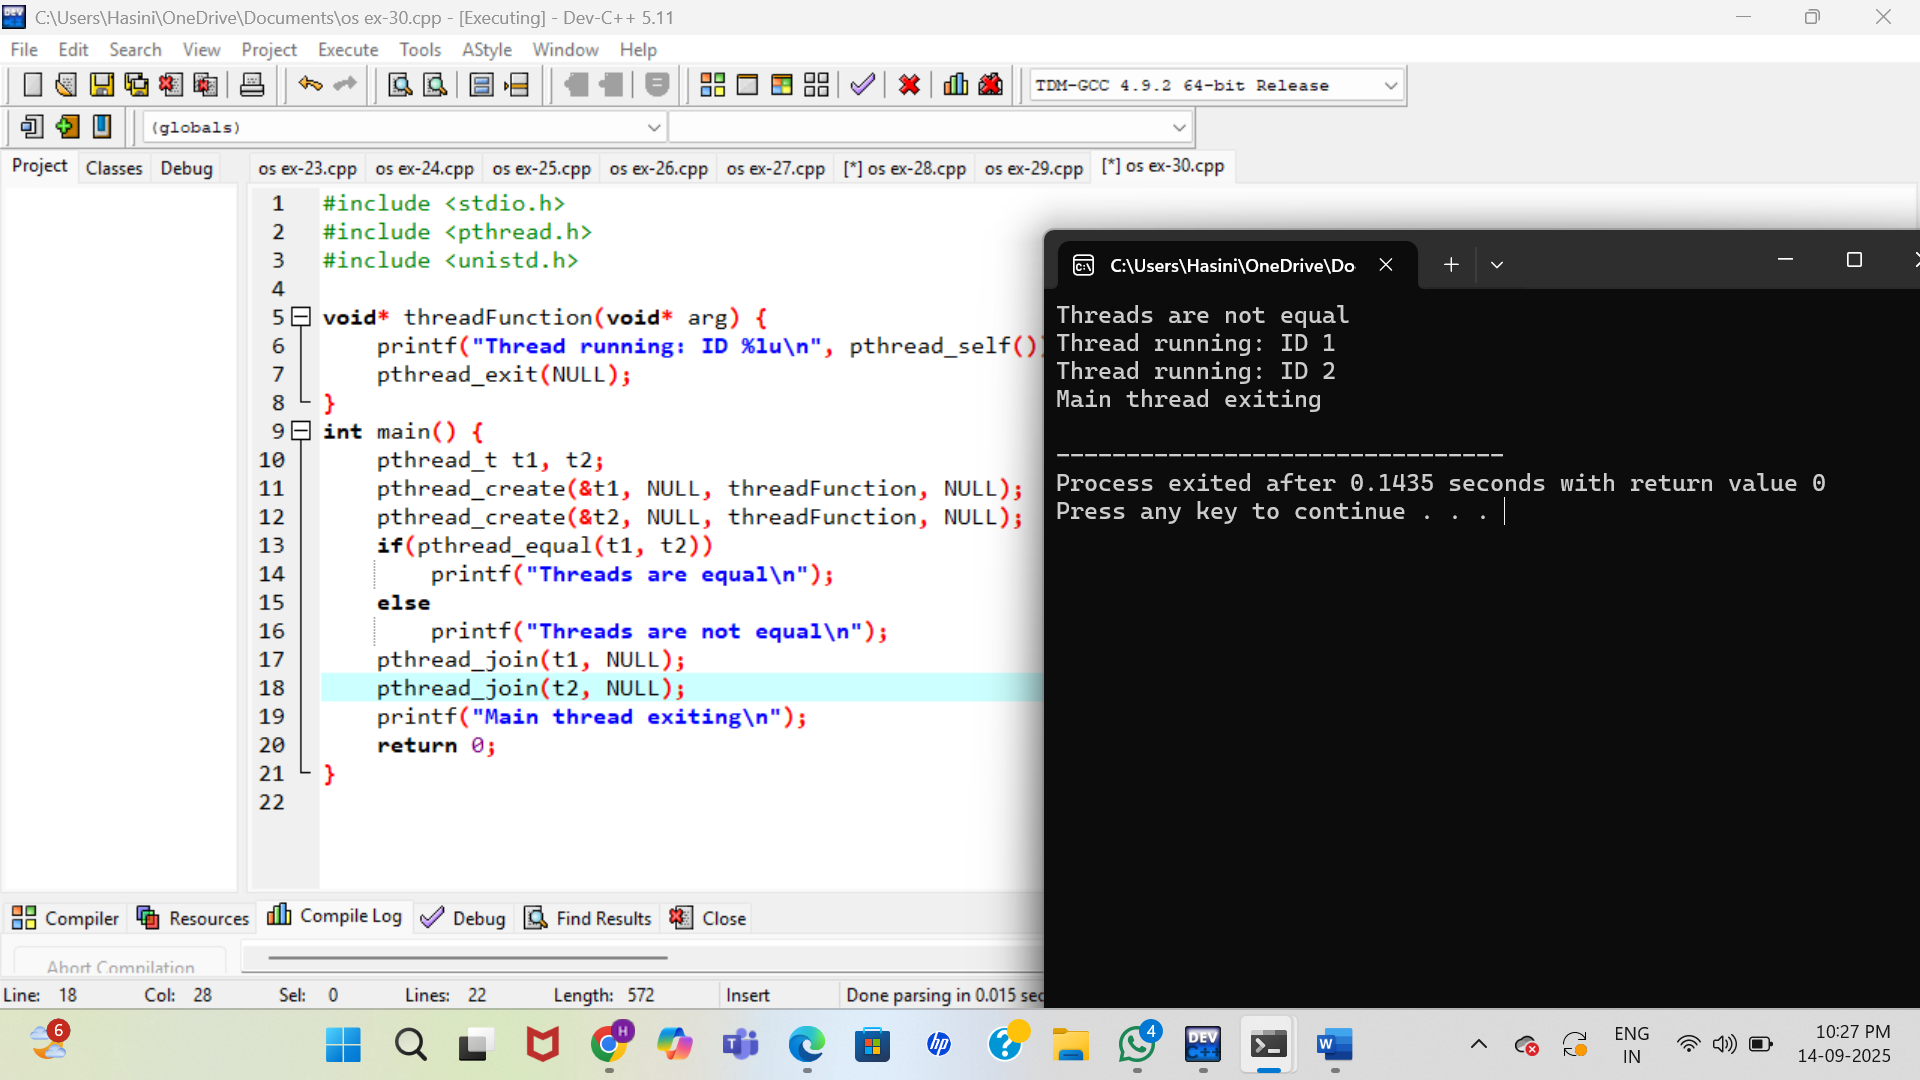 C:\Users\Hasini\OneDrive\Documents\os ex-30.cpp - [Executing] - Dev-C++ 5.11
File Edit Search View Project Execute Tools AStyle Window Help
TDM-GCC 4.9.2 64-bit Release
(globals)
Project Classes Debug
os ex-23.cpp os ex-24.cpp os ex-25.cpp os ex-26.cpp os ex-27.cpp [*] os ex-28.cpp os ex-29.cpp [*] os ex-30.cpp
1 #include <stdio.h>
2 #include <pthread.h>
3 #include <unistd.h>
4
5 void* threadFunction(void* arg) {
6 printf("Thread running: ID %lu\n", pthread_self()
7 pthread_exit(NULL);
8 }
9 int main() {
10 pthread_t t1, t2;
11 pthread_create(&t1, NULL, threadFunction, NULL);
12 pthread_create(&t2, NULL, threadFunction, NULL);
13 if(pthread_equal(t1, t2))
14 printf("Threads are equal\n");
15 else
16 printf("Threads are not equal\n");
17 pthread_join(t1, NULL);
18 pthread_join(t2, NULL);
19 printf("Main thread exiting\n");
20 return 0;
21 }
22
C:\Users\Hasini\OneDrive\Do
Threads are not equal
Thread running: ID 1
Thread running: ID 2
Main thread exiting
--------------------------------
Process exited after 0.1435 seconds with return value 0
Press any key to continue . . .
Compiler Resources Compile Log Debug Find Results Close
Abort Compilation
Line: 18 Col: 28 Sel: 0 Lines: 22 Length: 572 Insert Done parsing in 0.015 sec
6
H
4
DEV C++
hp
W
ENG
IN
10:27 PM
14-09-2025